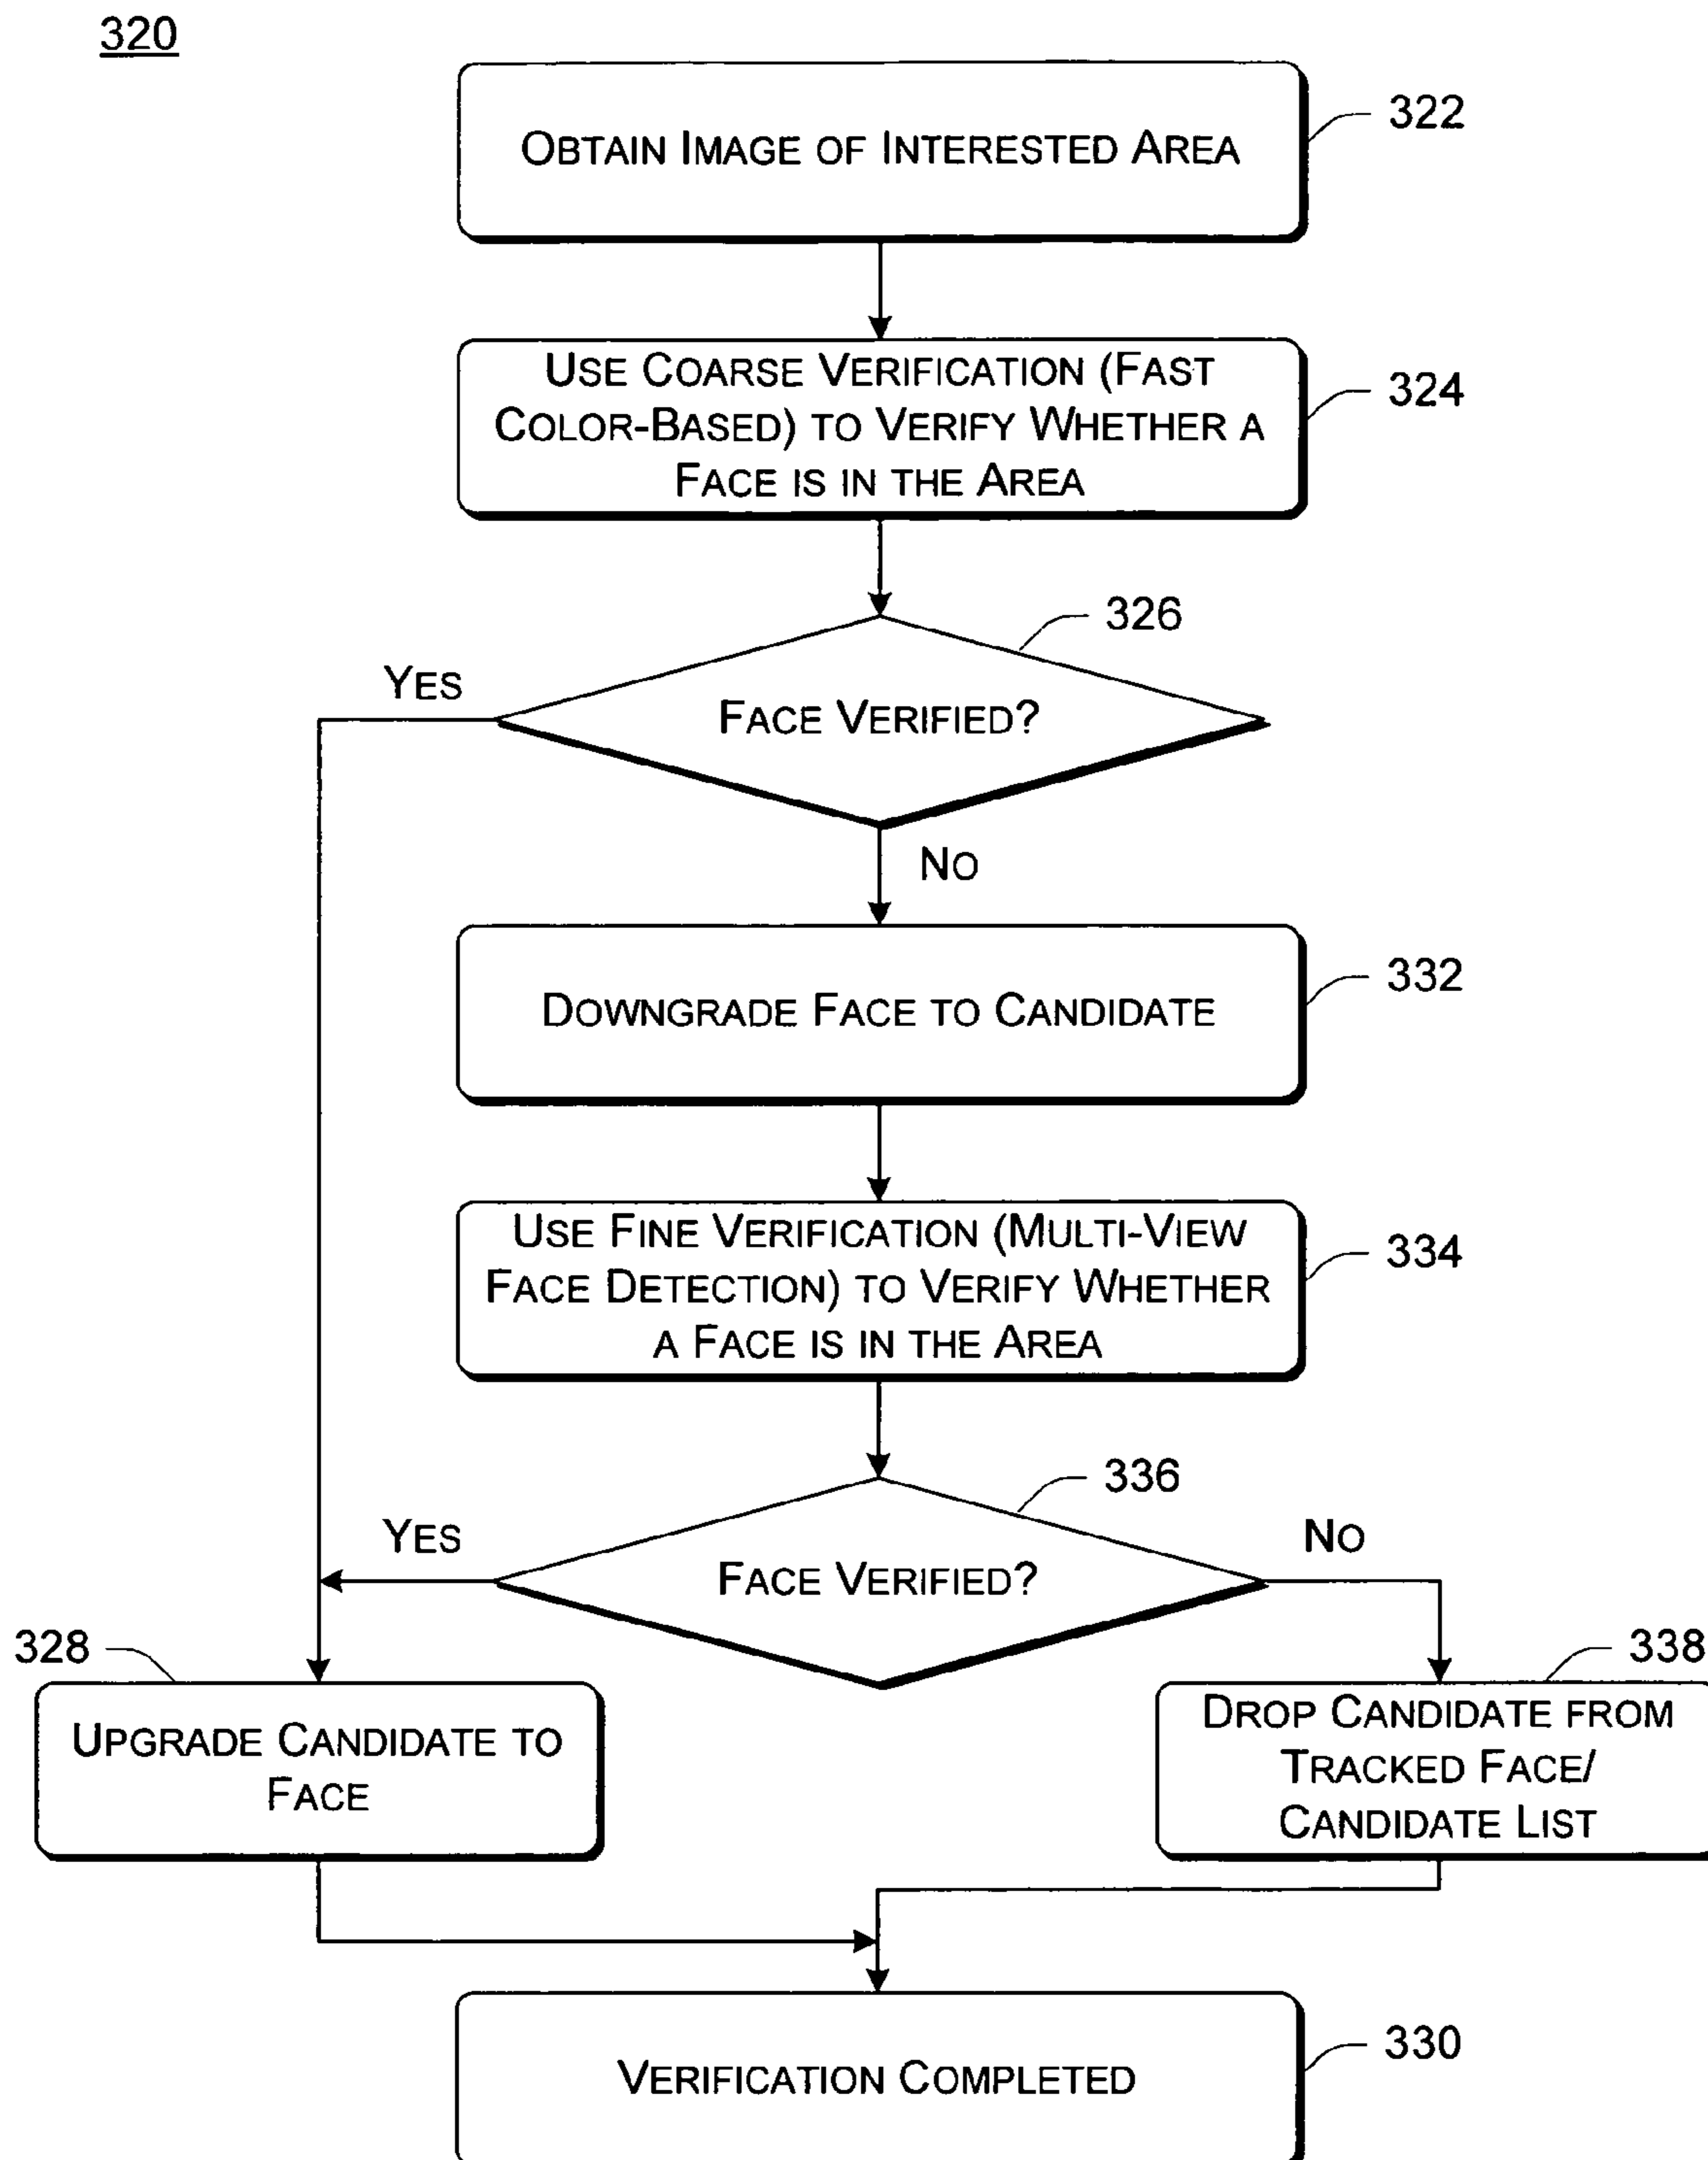 320
OBTAIN IMAGE OF INTERESTED AREA
322
USE COARSE VERIFICATION (FAST
COLOR-BASED) TO VERIFY WHETHER A
FACE IS IN THE AREA
324
326
YES
FACE VERIFIED?
NO
DOWNGRADE FACE TO CANDIDATE
332
USE FINE VERIFICATION (MULTI-VIEW
FACE DETECTION) TO VERIFY WHETHER
A FACE IS IN THE AREA
334
336
YES
FACE VERIFIED?
NO
328
UPGRADE CANDIDATE TO
FACE
338
DROP CANDIDATE FROM
TRACKED FACE/
CANDIDATE LIST
VERIFICATION COMPLETED
330